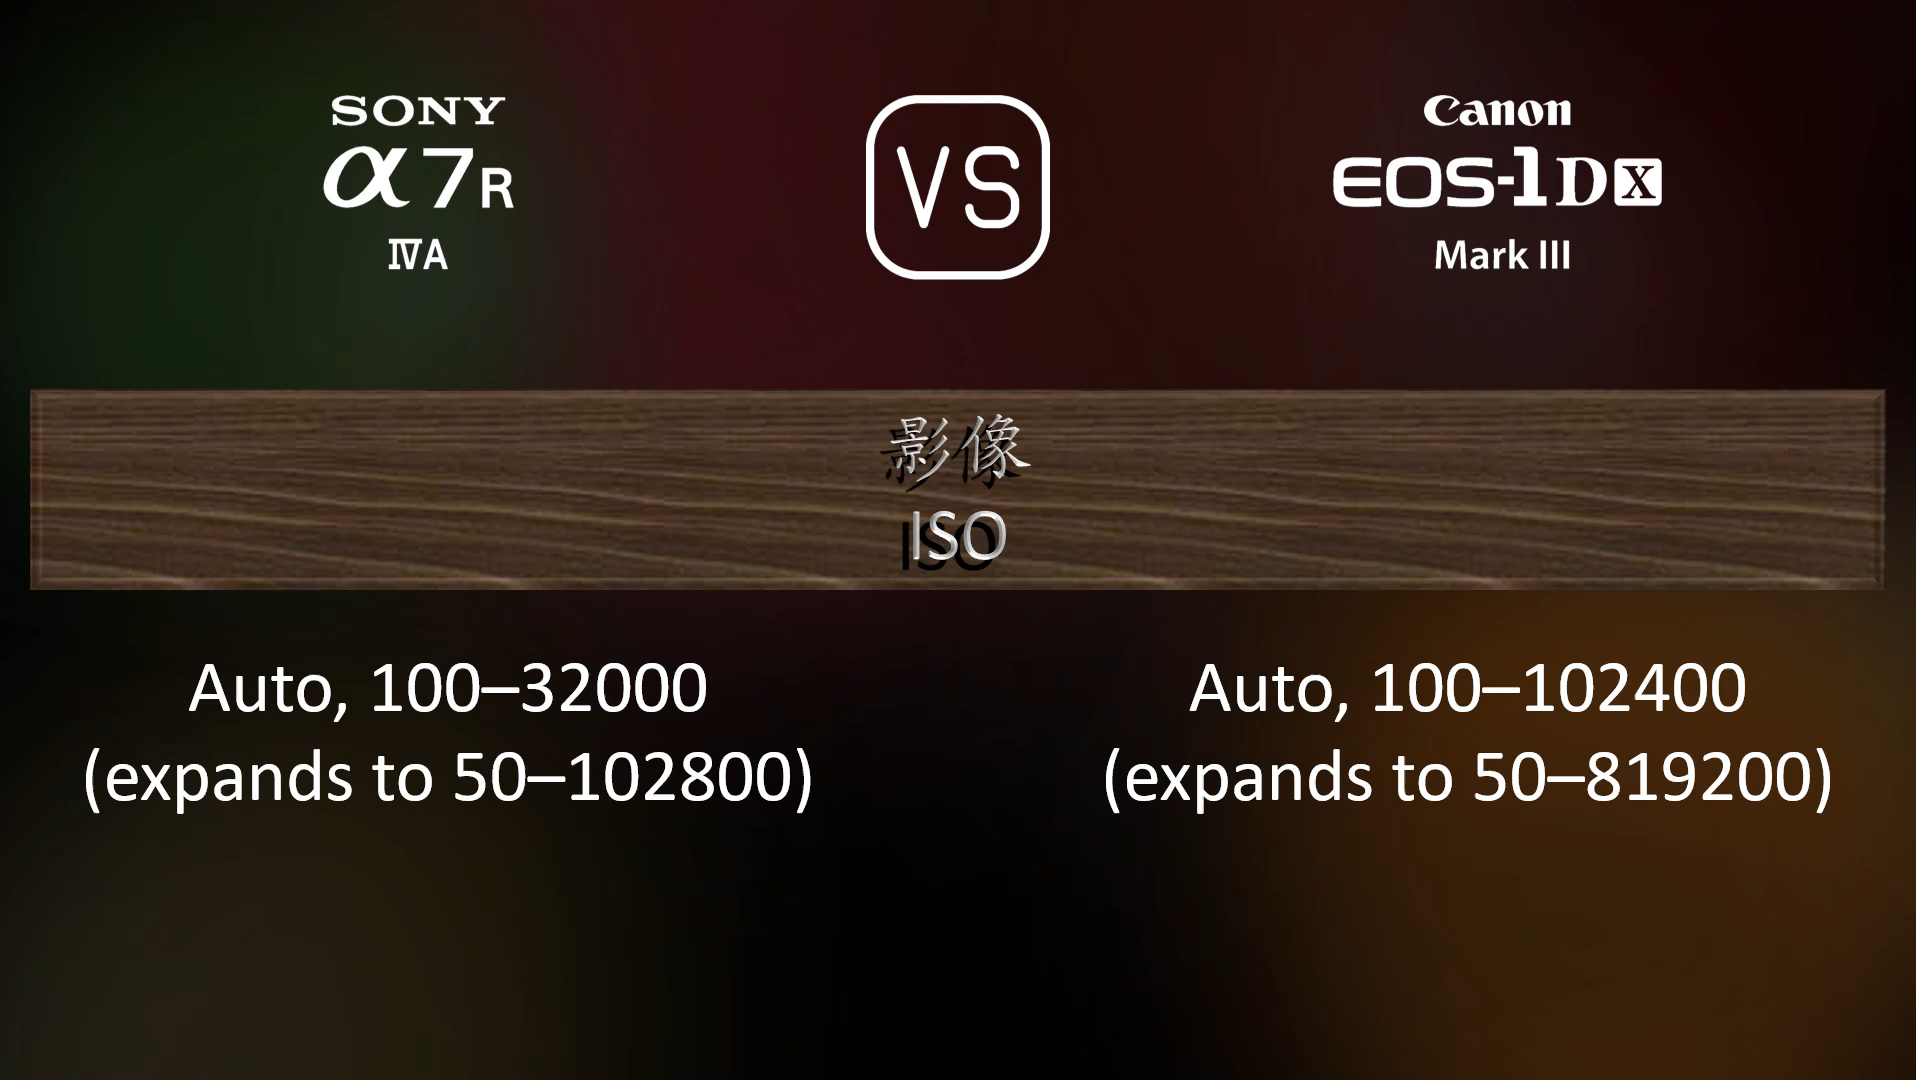 SONY
α7R
IVA
VS
Canon
EOS-1DX
Mark III
影像
ISO
Auto, 100–32000
(expands to 50–102800)
Auto, 100–102400
(expands to 50–819200)